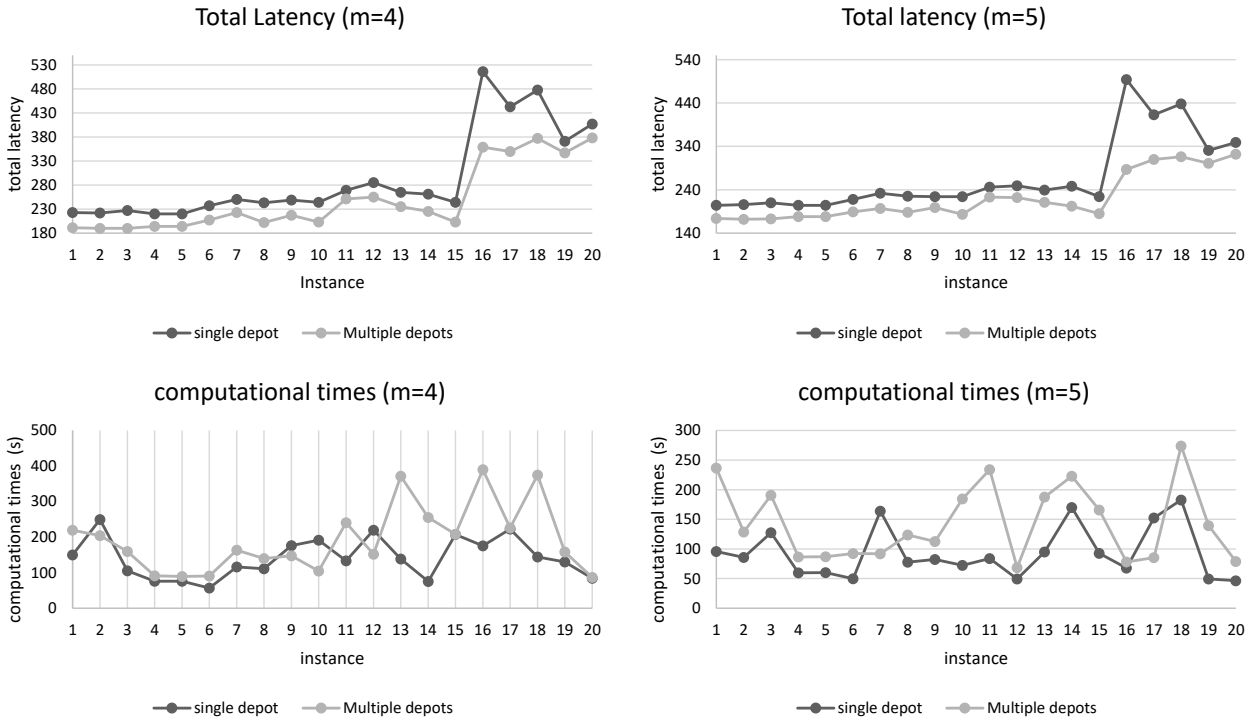 Total Latency (m=4)
total latency
530
480
430
380
330
280
230
180
1 2 3 4 5 6 7 8 9 10 11 12 13 14 15 16 17 18 19 20
Instance
single depot Multiple depots
Total latency (m=5)
total latency
540
440
340
240
140
1 2 3 4 5 6 7 8 9 10 11 12 13 14 15 16 17 18 19 20
instance
single depot Multiple depots
computational times (m=4)
computational times (s)
500
400
300
200
100
0
1 2 3 4 5 6 7 8 9 10 11 12 13 14 15 16 17 18 19 20
instance
single depot Multiple depots
computational times (m=5)
computational times (s)
300
250
200
150
100
50
0
1 2 3 4 5 6 7 8 9 10 11 12 13 14 15 16 17 18 19 20
instance
single depot Multiple depots